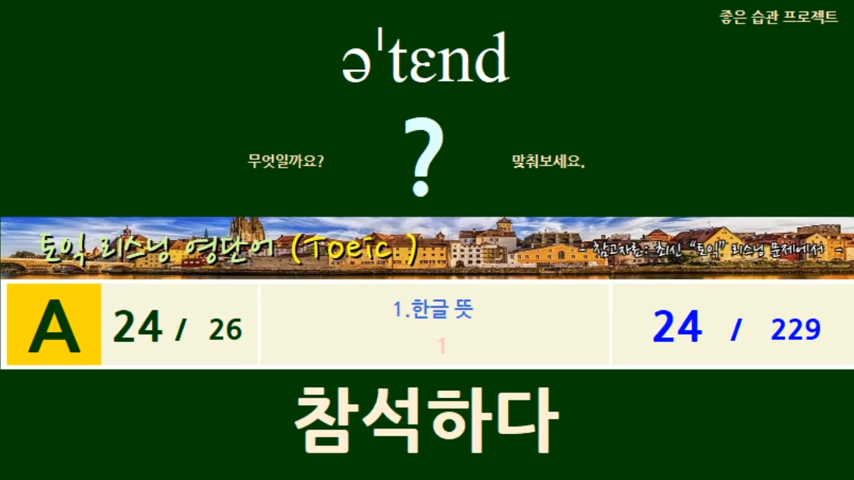 좋은 습관 프로젝트
əˈtɛnd
무엇일까요? ? 맞춰보세요.
토익 리스닝 영단어 (Toeic ) - 참고자료: 최신 "토익" 리스닝 문제에서 -
A 24 / 26 1.한글 뜻 24 / 229
1
참석하다